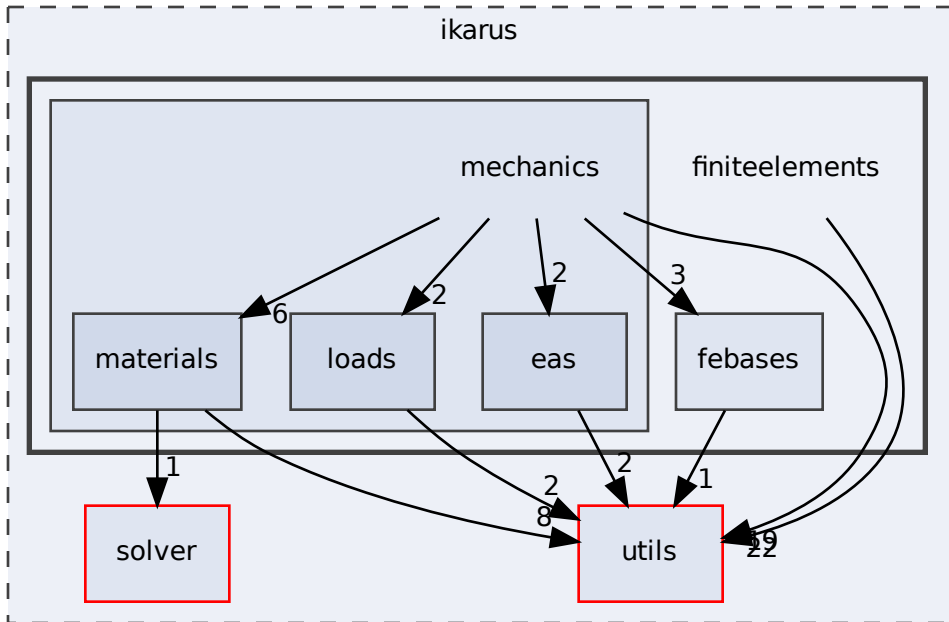 ikarus
mechanics
finiteelements
6
2
2
3
materials
loads
eas
febases
1
2
8
2
1
solver
utils
22